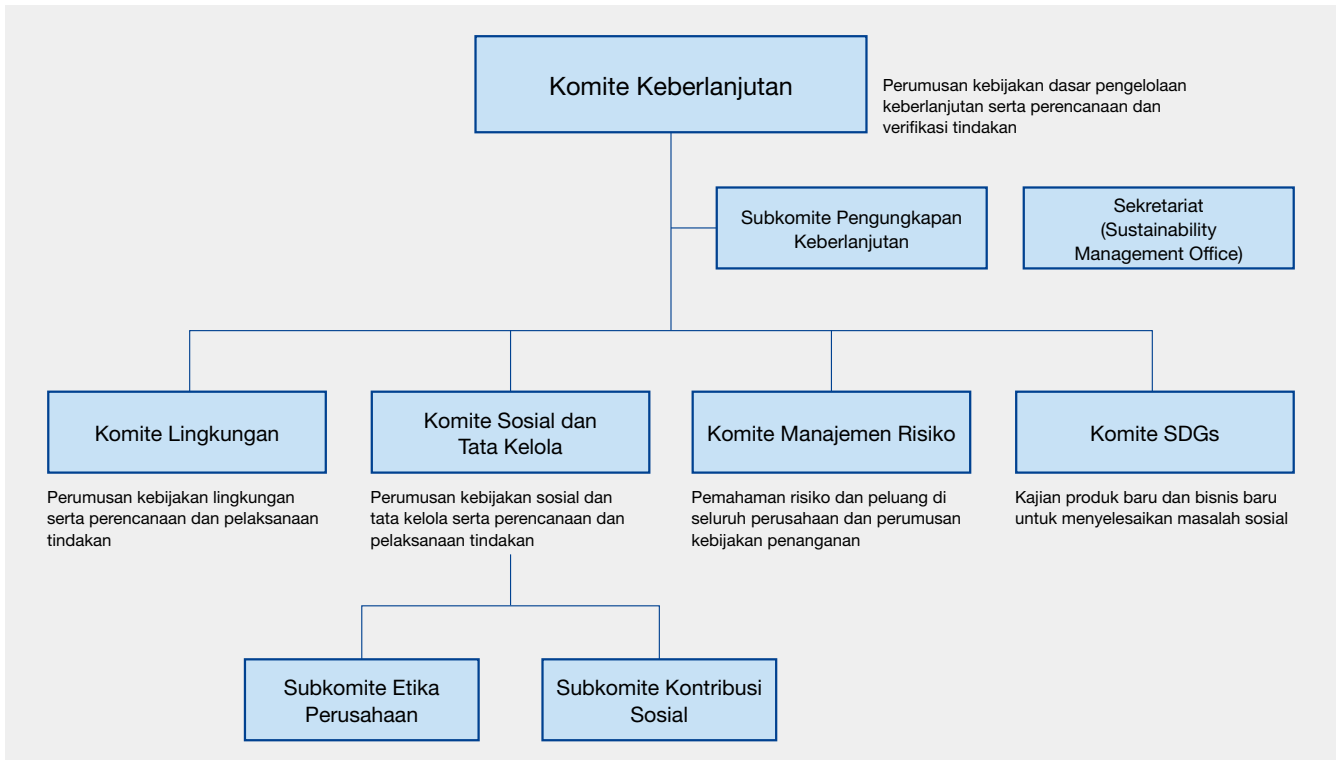 Komite Keberlanjutan
Perumusan kebijakan dasar pengelolaan
keberlanjutan serta perencanaan dan
verifikasi tindakan
Subkomite Pengungkapan
Keberlanjutan
Sekretariat
(Sustainability
Management Office)
Komite Lingkungan
Perumusan kebijakan lingkungan
serta perencanaan dan pelaksanaan
tindakan
Komite Sosial dan
Tata Kelola
Perumusan kebijakan sosial dan
tata kelola serta perencanaan dan
pelaksanaan tindakan
Komite Manajemen Risiko
Pemahaman risiko dan peluang di
seluruh perusahaan dan perumusan
kebijakan penanganan
Komite SDGs
Kajian produk baru dan bisnis baru
untuk menyelesaikan masalah sosial
Subkomite Etika
Perusahaan
Subkomite Kontribusi
Sosial